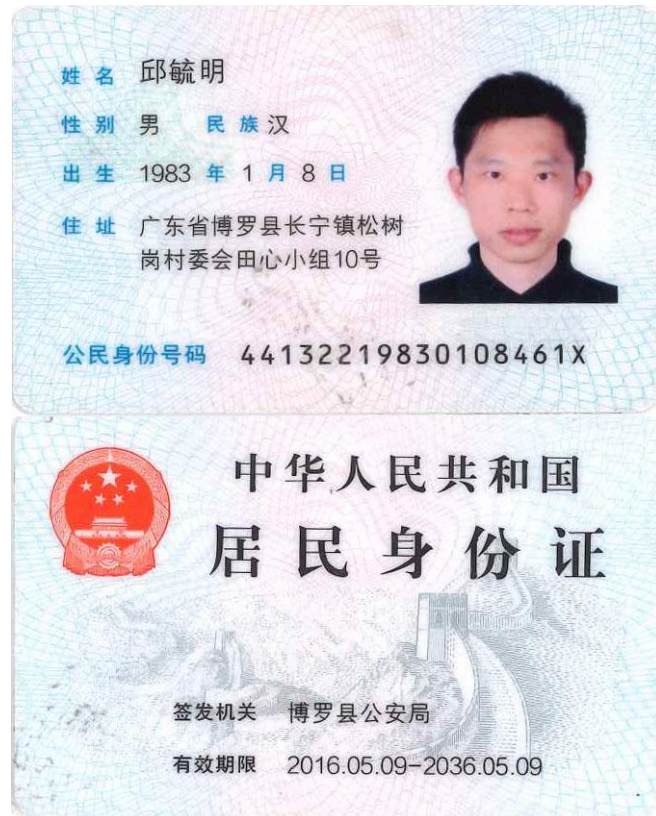 姓名 邱毓明
性别 男 民族 汉
出生 1983 年 1 月 8 日
住址 广东省博罗县长宁镇松树
岗村委会田心小组10号
公民身份号码 44132219830108461X
中华人民共和国
居民身份证
签发机关 博罗县公安局
有效期限 2016.05.09-2036.05.09